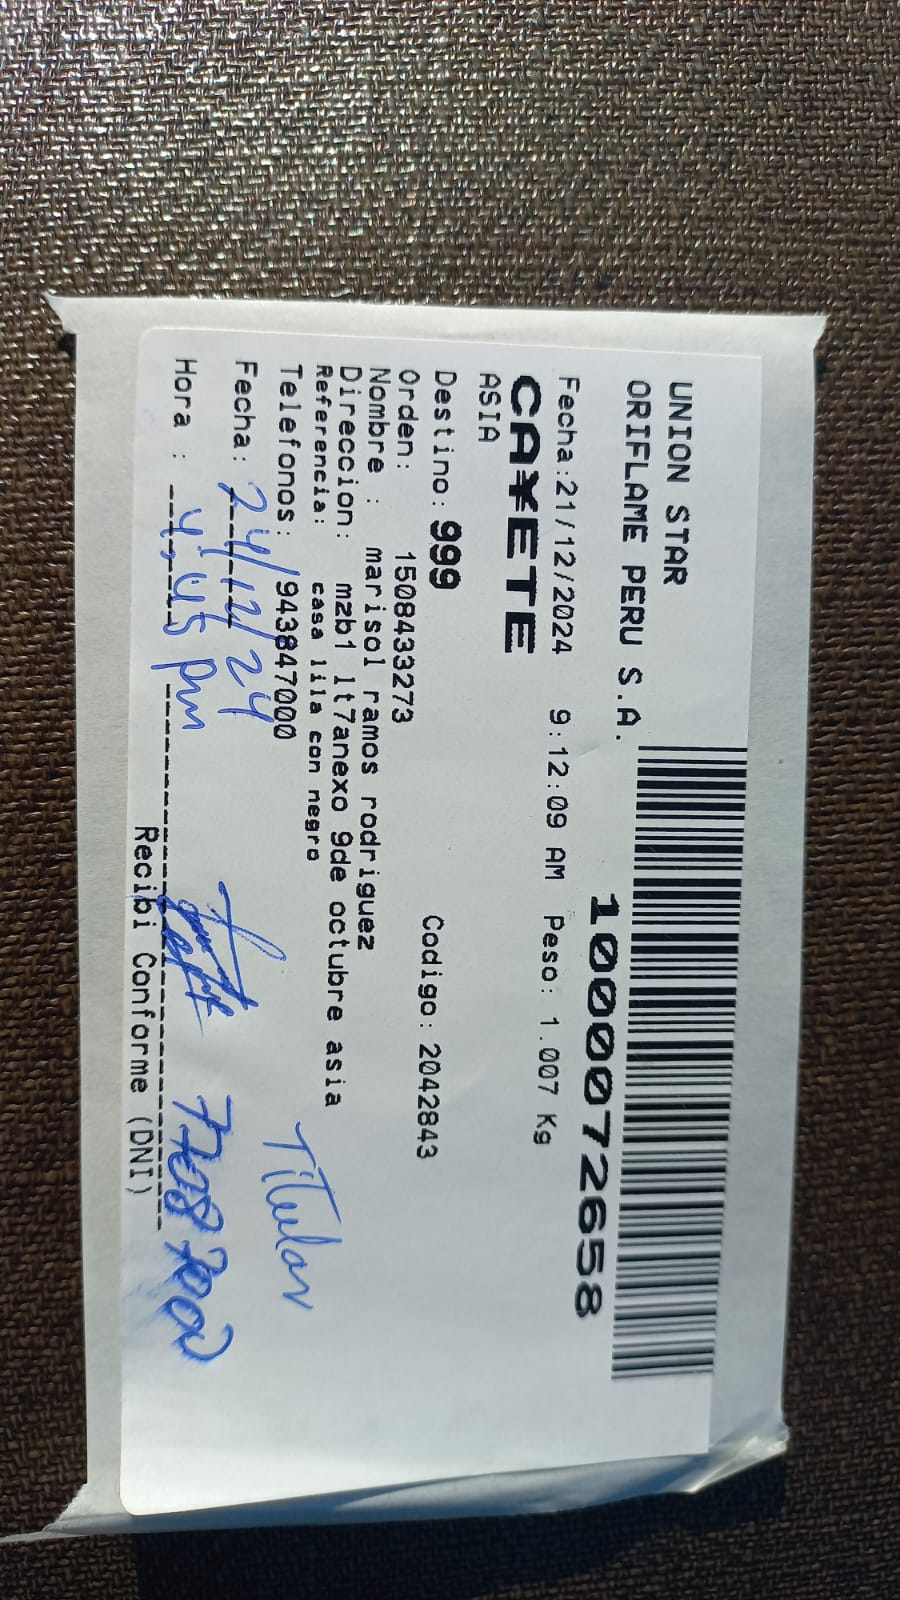 UNION STAR
ORIFLAME PERU S.A.
1000072658
Fecha:21/12/2024 9:12:09 AM Peso: 1.007 Kg
CA¥ETE
ASIA
Destino: 999
Orden: 1508433273 Codigo: 2042843
Nombre : marisol ramos rodriguez
Direccion: mzb1 lt7anexo 9de octubre asia
Referencia: casa lila con negro
Telefonos: /943847000
Titular
Fecha: 24/12/24
Hora : 4:45 pm
Recibi Conforme (DNI)